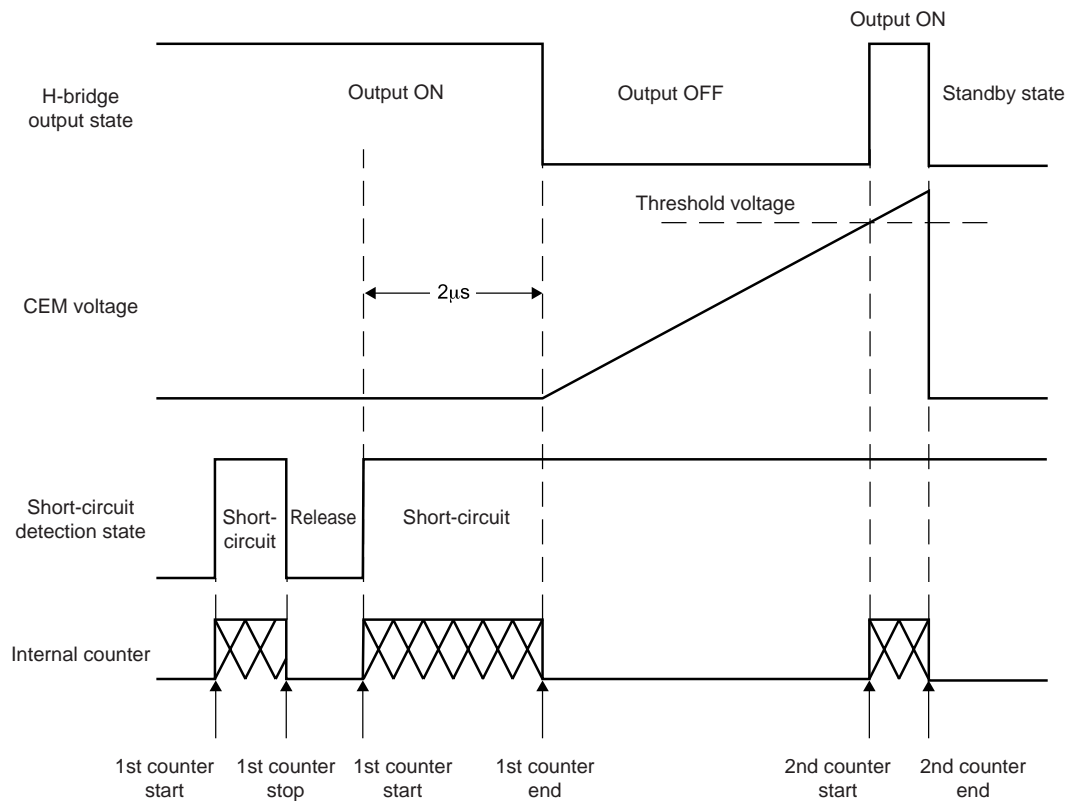 Output ON
H-bridge
output state
Output ON
Output OFF
Standby state
Threshold voltage
CEM voltage
2μs
Short-circuit
detection state
Short-
circuit
Release
Short-circuit
Internal counter
1st counter
start
1st counter
stop
1st counter
start
1st counter
end
2nd counter
start
2nd counter
end